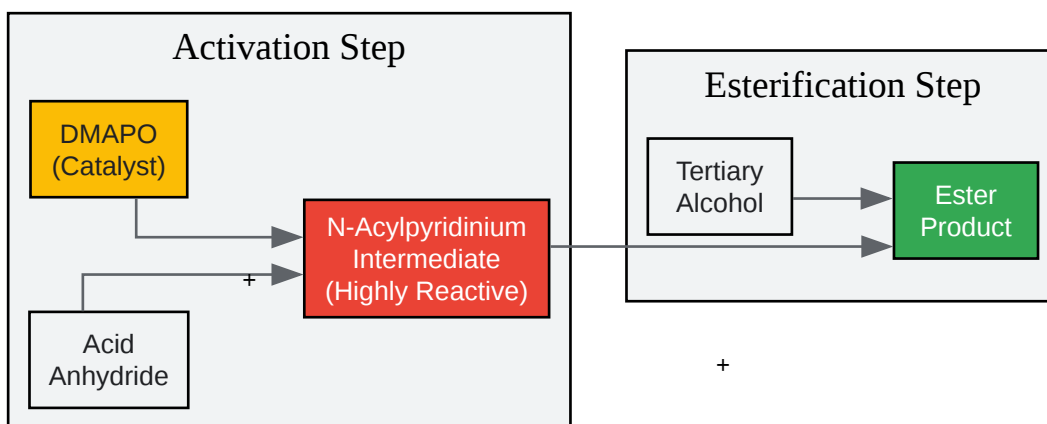 Activation Step
DMAPO
(Catalyst)
N-Acylpyridinium
Intermediate
(Highly Reactive)
+
Acid
Anhydride
Esterification Step
Tertiary
Alcohol
Ester
Product
+